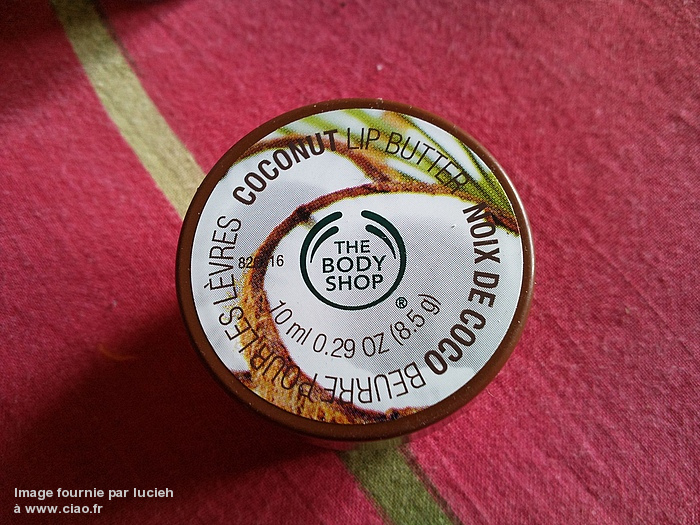 COCONUT LIP BUTTER
NOIX DE COCO BEURRE POUR LES LÈVRES
THE
BODY
SHOP
®
10 ml 0.29 OZ (8.5 g)
Image fournie par lucieh
à www.ciao.fr